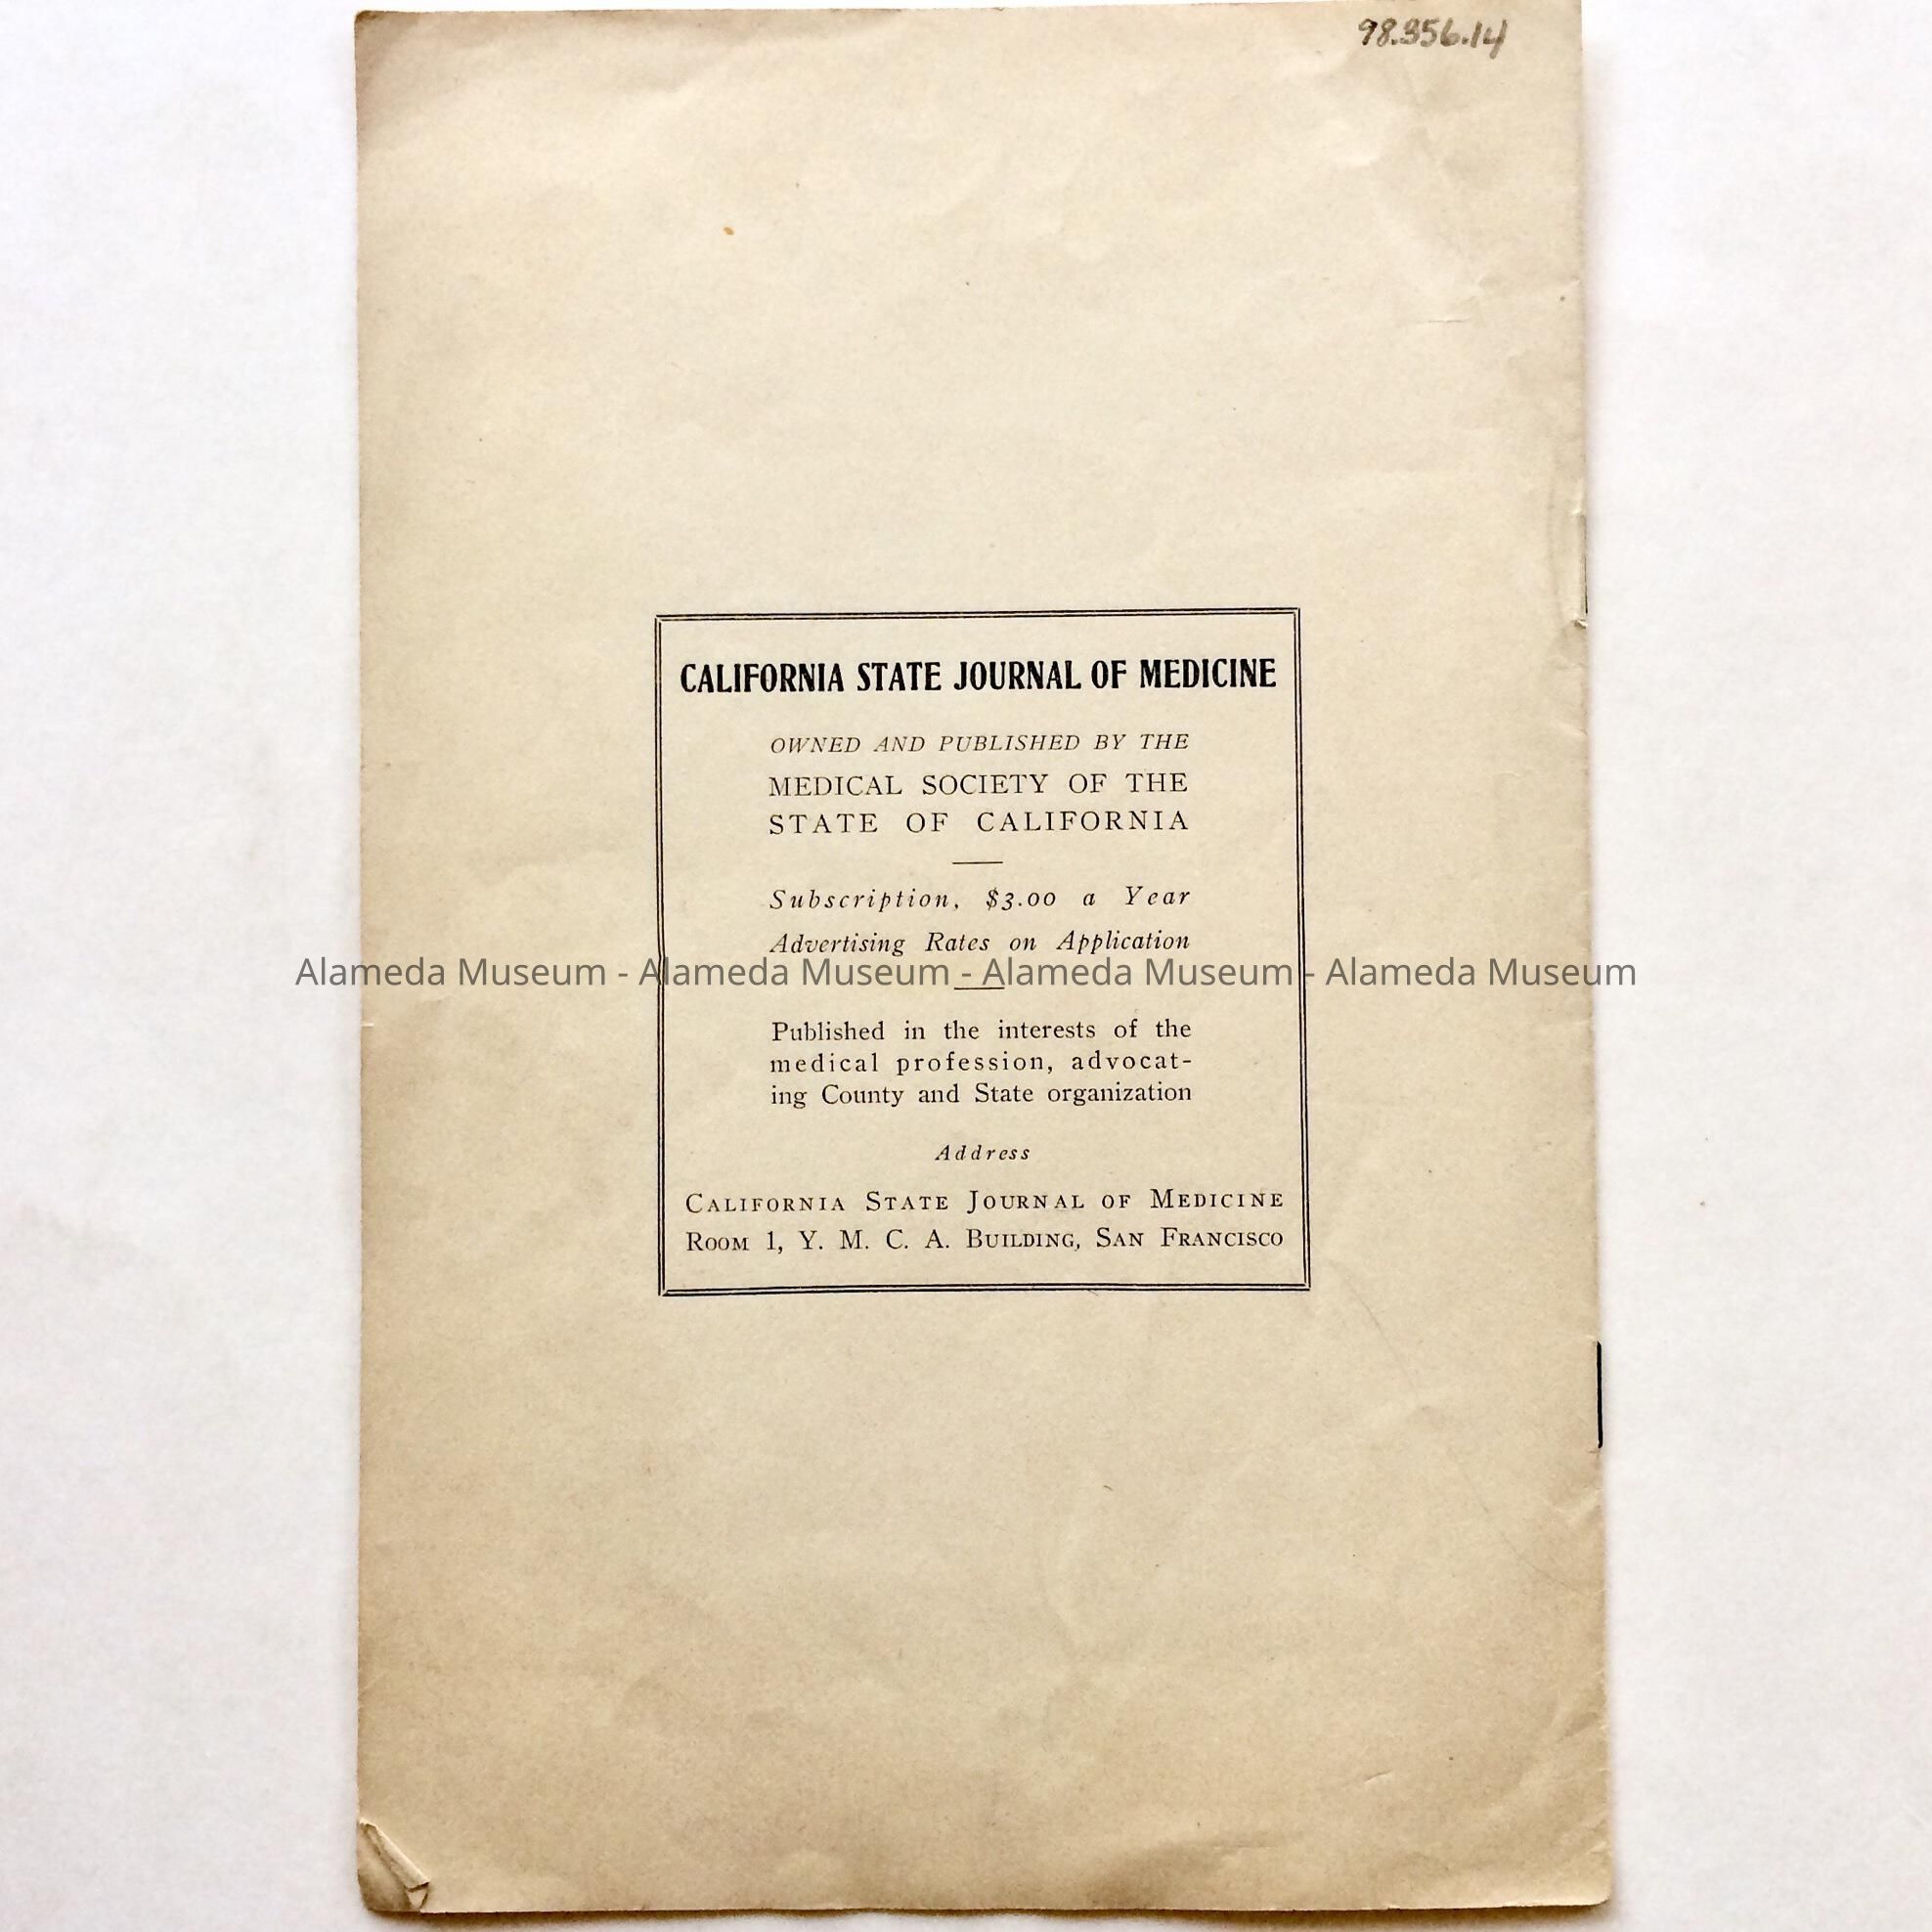 98.356.14
CALIFORNIA STATE JOURNAL OF MEDICINE
OWNED AND PUBLISHED BY THE
MEDICAL SOCIETY OF THE
STATE OF CALIFORNIA
Subscription, $3.00 a Year
Advertising Rates on Application
Alameda Museum - Alameda Museum - Alameda Museum - Alameda Museum
Published in the interests of the
medical profession, advocat-
ing County and State organization
Address
CALIFORNIA STATE JOURNAL OF MEDICINE
ROOM 1, Y. M. C. A. BUILDING, SAN FRANCISCO